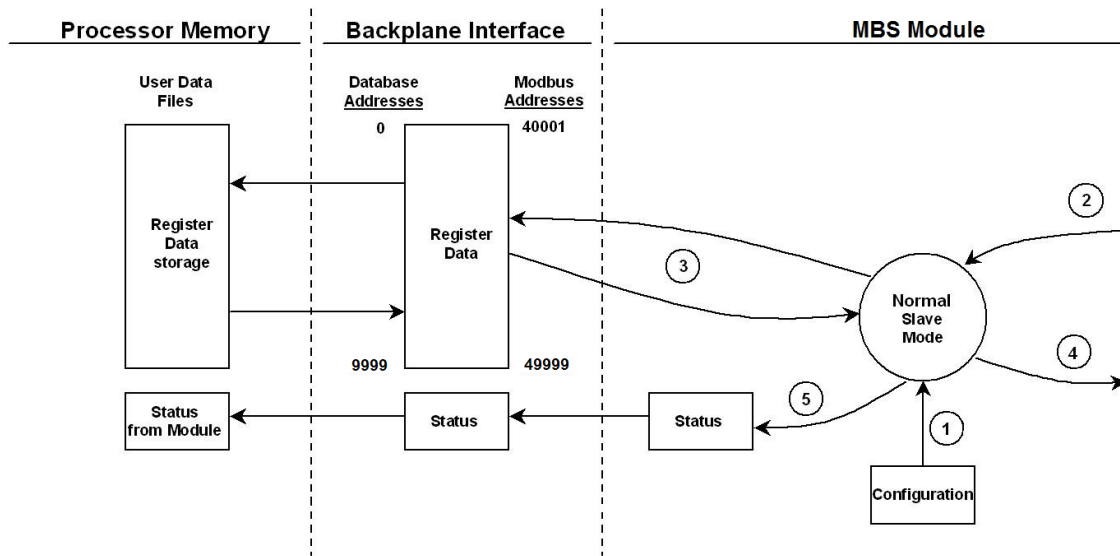 Processor Memory
Backplane Interface
MBS Module
User Data
Files
Database
Addresses
Modbus
Addresses
0
40001
2
Register
Data
storage
Register
Data
3
Normal
Slave
Mode
9999
49999
4
Status
from Module
Status
Status
5
1
Configuration